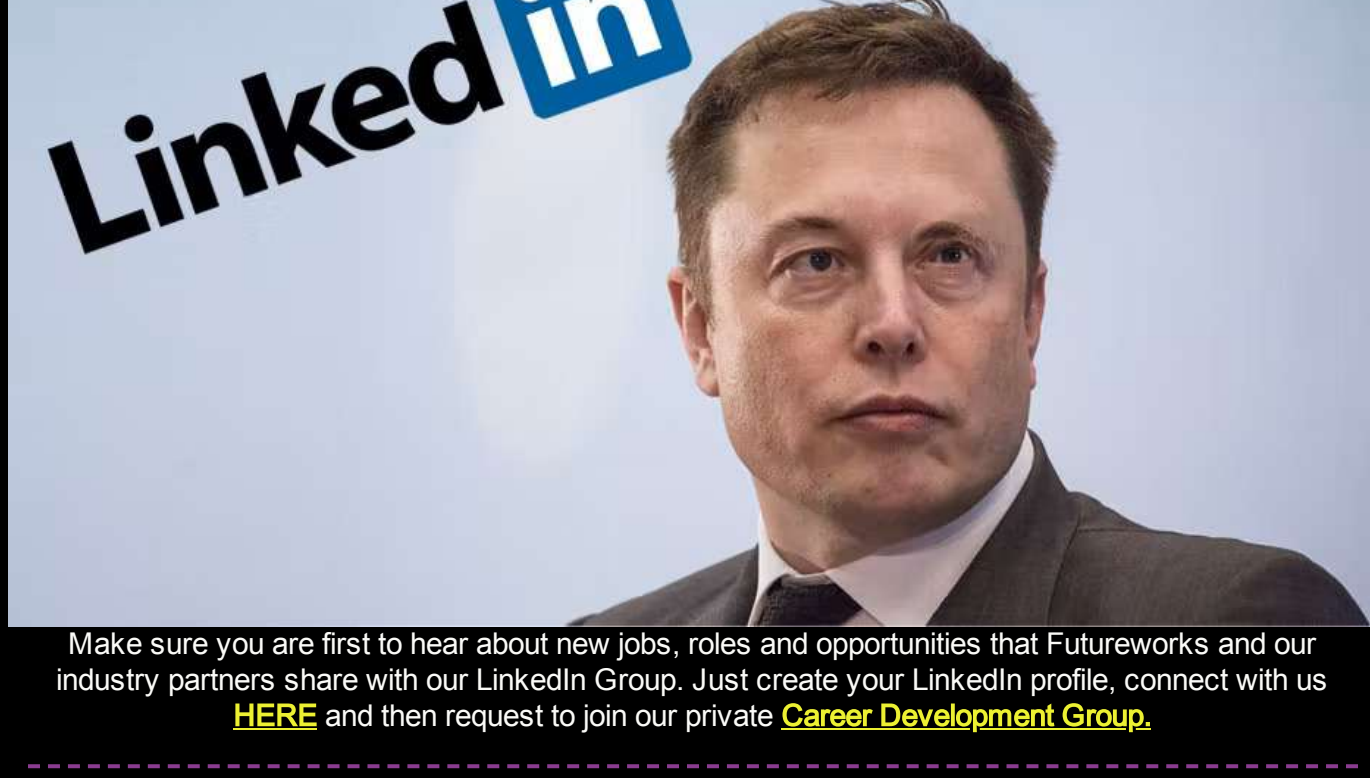 Linked in
Make sure you are first to hear about new jobs, roles and opportunities that Futureworks and our
industry partners share with our LinkedIn Group. Just create your LinkedIn profile, connect with us
HERE and then request to join our private Career Development Group.